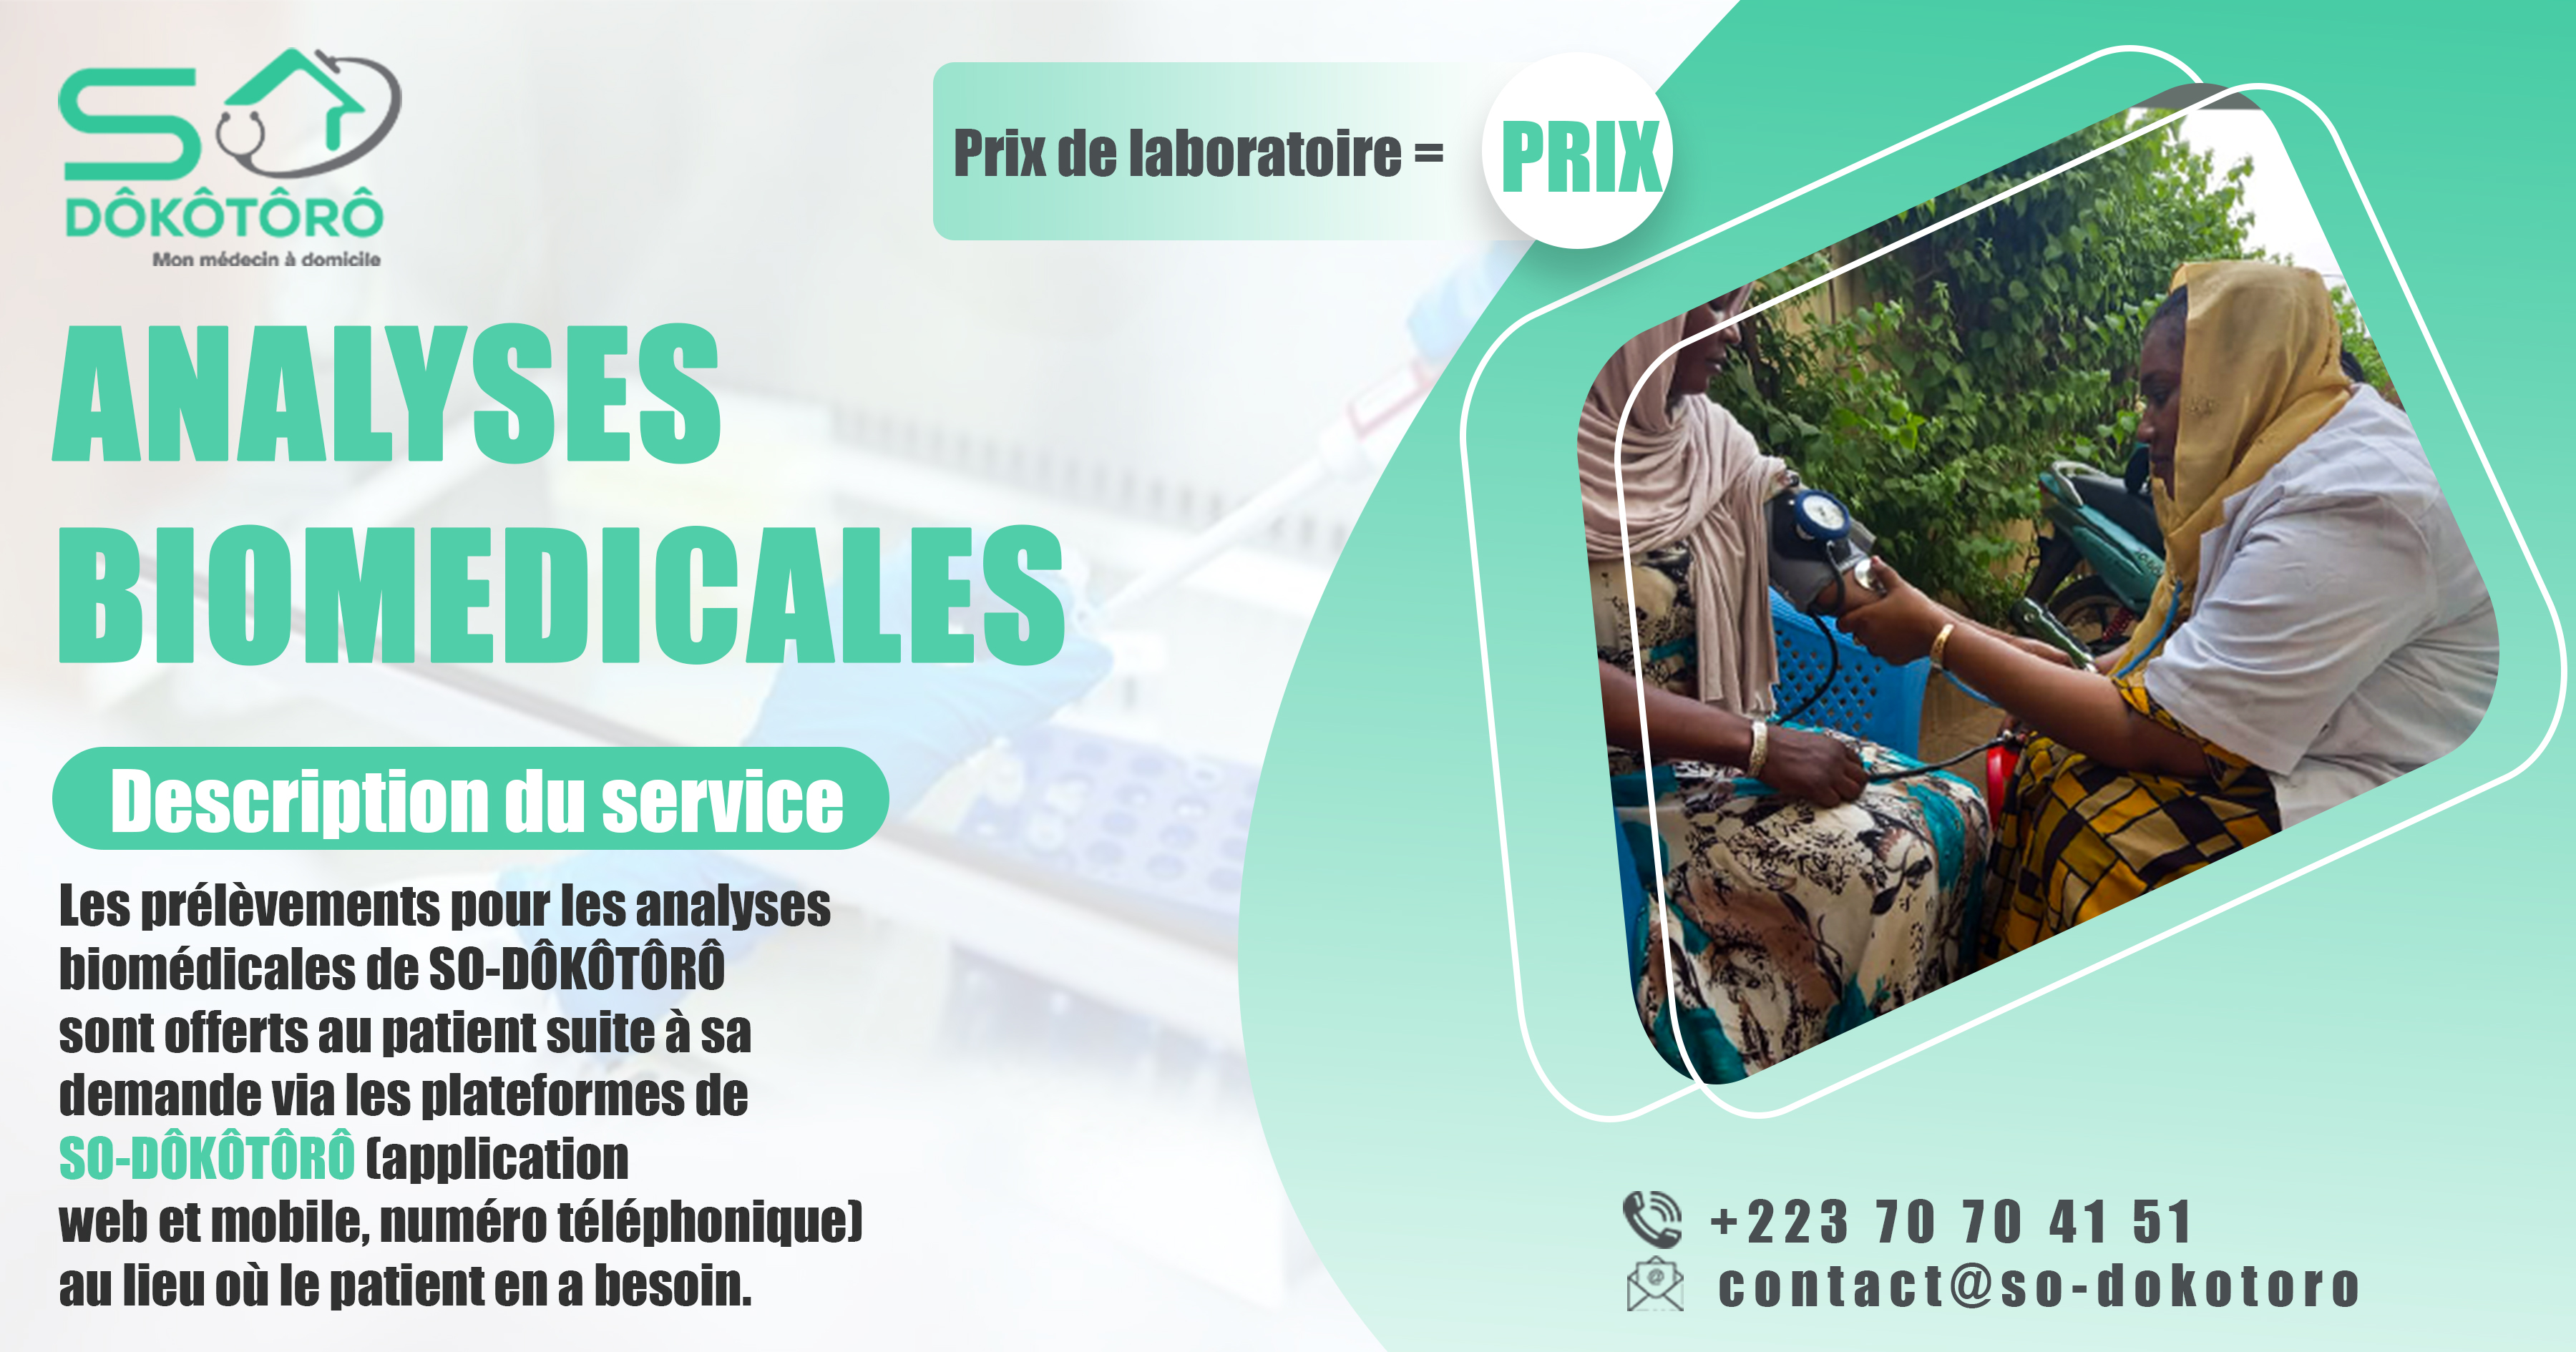 SO
DÔKÔTÔRÔ
Mon médecin à domicile
Prix de laboratoire = PRIX
ANALYSES
BIOMEDICALES
Description du service
Les prélèvements pour les analyses
biomédicales de SO-DÔKÔTÔRÔ
sont offerts au patient suite à sa
demande via les plateformes de
SO-DÔKÔTÔRÔ (application
web et mobile, numéro téléphonique)
au lieu où le patient en a besoin.
+223 70 70 41 51
contact@so-dokotoro